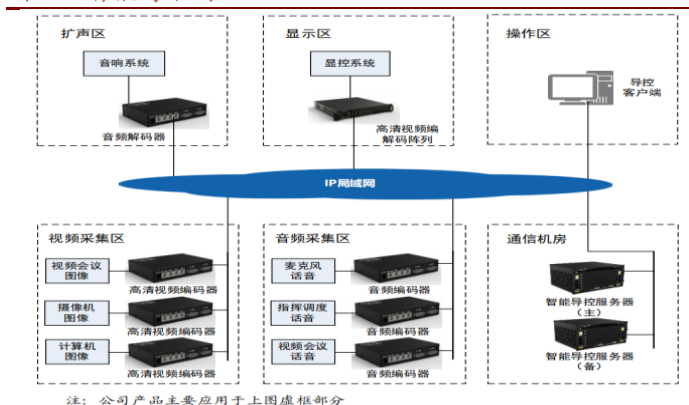 扩声区
音响系统
音频解码器
显示区
显控系统
高清视频编
解码阵列
操作区
导控
客户端
IP局域网
视频采集区
视频会议
图像
高清视频编码器
摄像机
图像
高清视频编码器
计算机
图像
高清视频编码器
音频采集区
麦克风
话音
音频编码器
指挥调度
话音
音频编码器
视频会议
话音
音频编码器
通信机房
智能导控服务器
（主）
智能导控服务器
（备）
注：公司产品主要应用于上图虚框部分